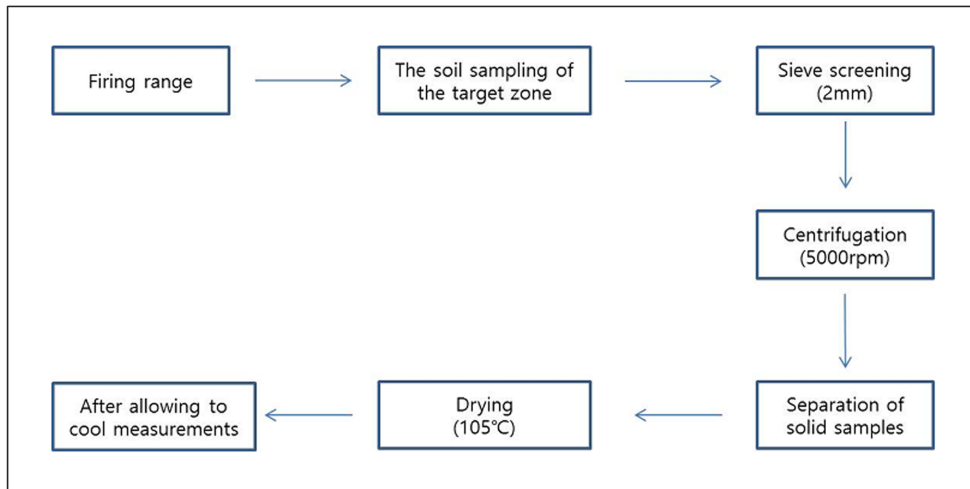 Firing range
The soil sampling of
the target zone
Sieve screening
(2mm)
Centrifugation
(5000rpm)
Separation of
solid samples
Drying
(105℃)
After allowing to
cool measurements